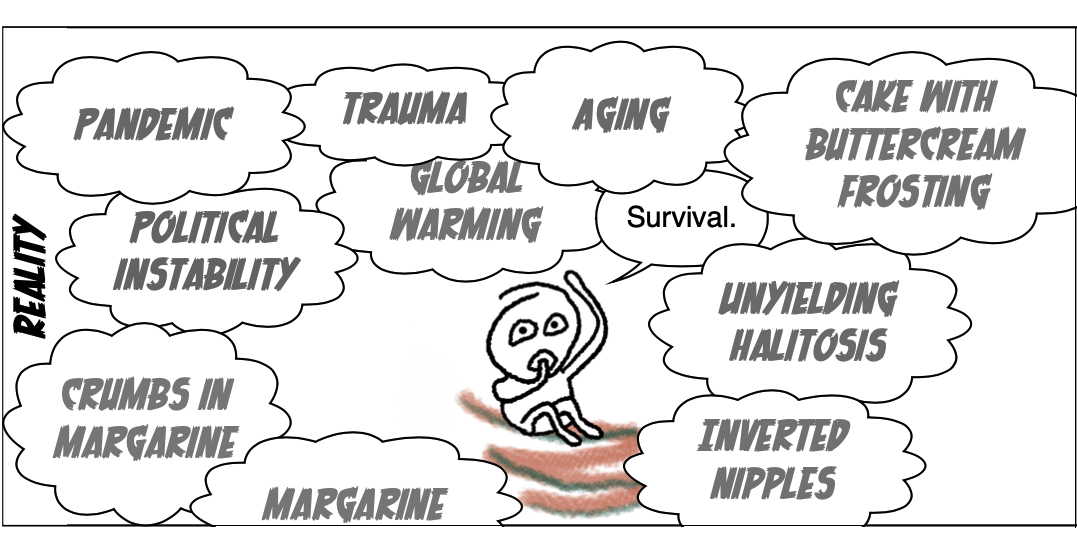 PANDEMIC
TRAUMA
AGING
CAKE WITH
BUTTERCREAM
FROSTING
GLOBAL
WARMING
Survival.
POLITICAL
INSTABILITY
REALITY
UNYIELDING
HALITOSIS
CRUMBS IN
MARGARINE
INVERTED
NIPPLES
MARGARINE